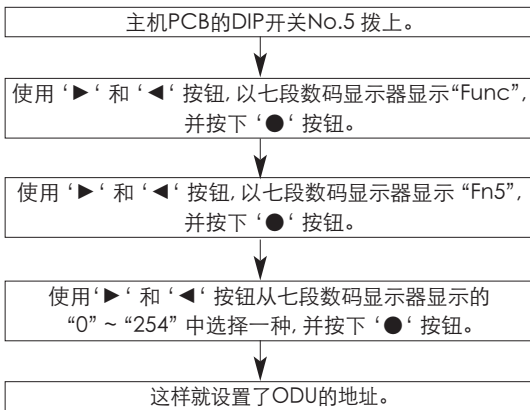 主机PCB的DIP开关No.5 拨上。
使用 ‘►‘ 和 ‘◄‘ 按钮, 以七段数码显示器显示“Func”,
并按下 ‘●‘ 按钮。
使用 ‘►‘ 和 ‘◄‘ 按钮, 以七段数码显示器显示 “Fn5”,
并按下 ‘●‘ 按钮。
使用‘►‘ 和 ‘◄‘ 按钮从七段数码显示器显示的
“0” ~ “254” 中选择一种, 并按下 ‘●‘ 按钮。
这样就设置了ODU的地址。